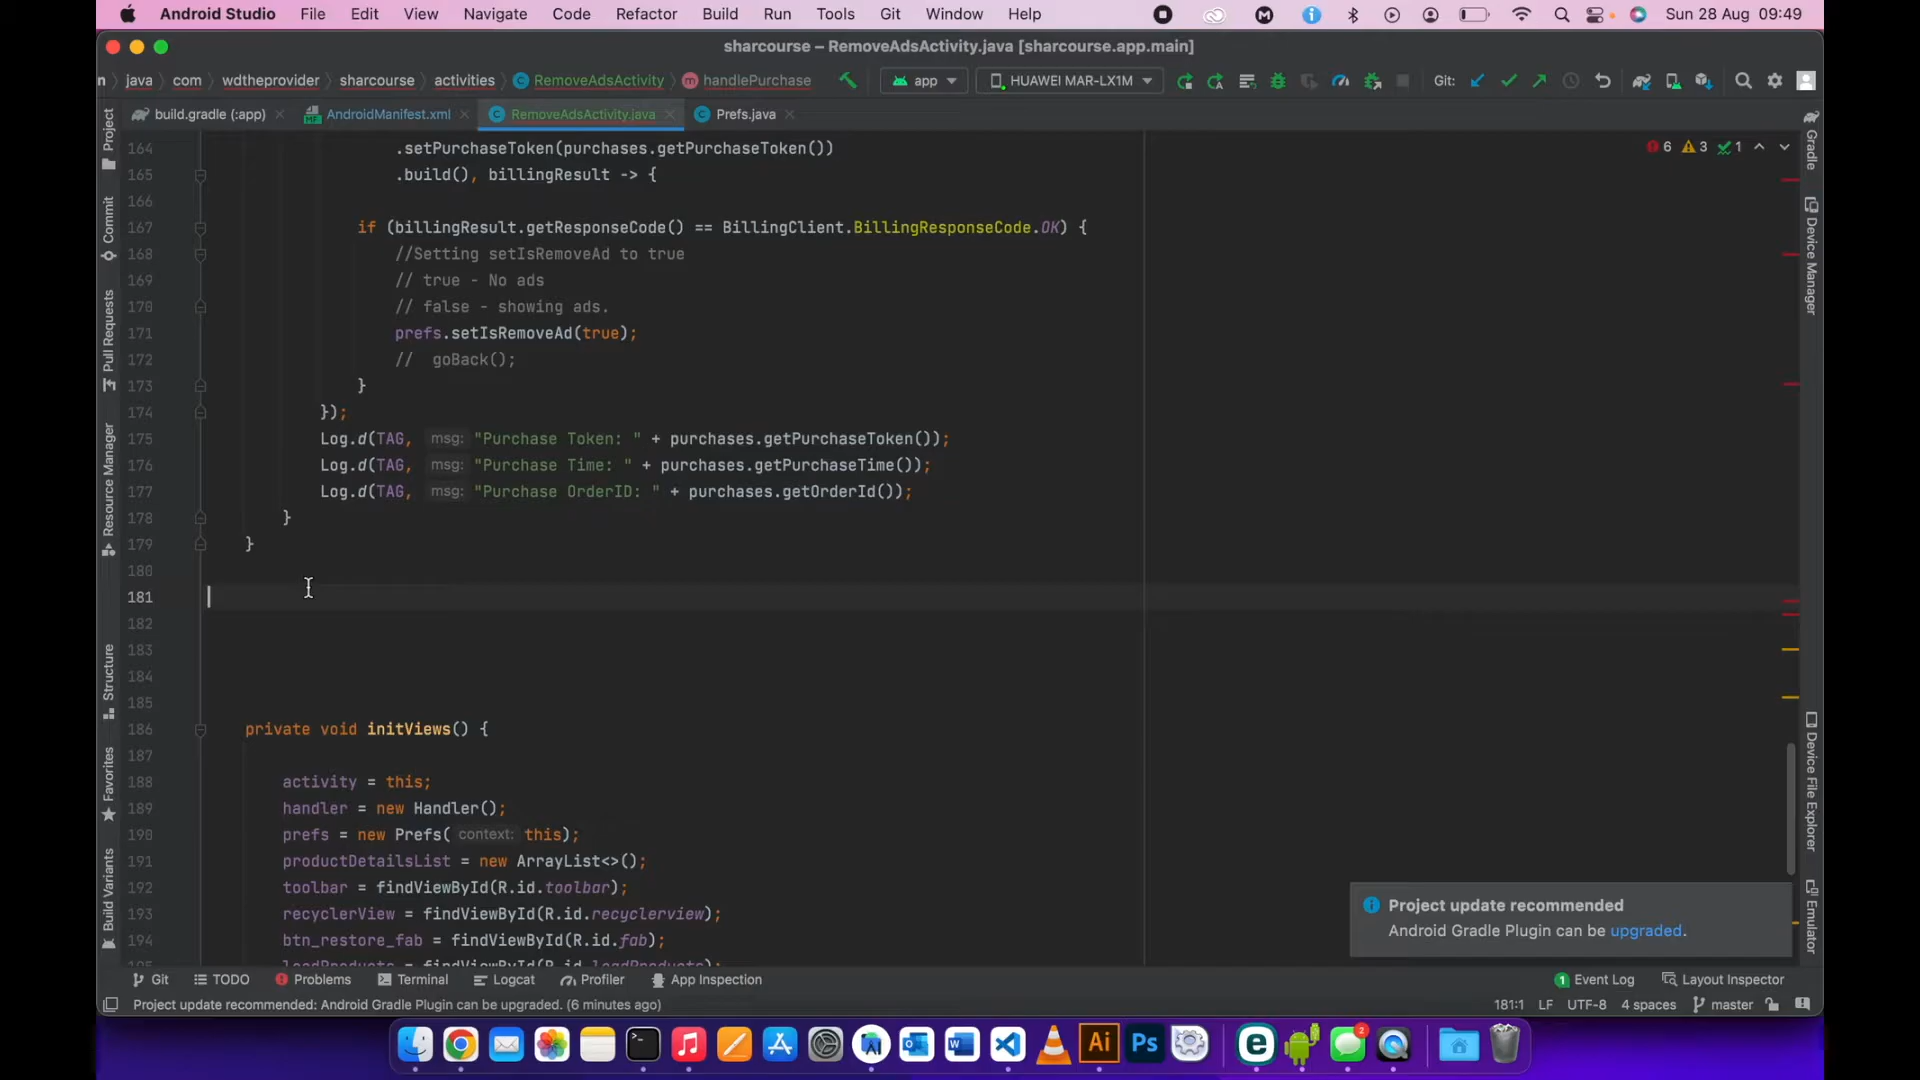 Android Studio File Edit View Navigate Code Refactor Build Run Tools Git Window Help Sun 28 Aug 09:49
sharcourse – RemoveAdsActivity.java [sharcourse.app.main]
n java com wdtheprovider sharcourse activities RemoveAdsActivity handlePurchase app HUAWEI MAR-LX1M Git:
build.gradle (:app) AndroidManifest.xml RemoveAdsActivity.java Prefs.java
6 3 1
164 .setPurchaseToken(purchases.getPurchaseToken())
165 .build(), billingResult -> {
166
167 if (billingResult.getResponseCode() == BillingClient.BillingResponseCode.OK) {
168 //Setting setIsRemoveAd to true
169 // true - No ads
170 // false - showing ads.
171 prefs.setIsRemoveAd(true);
172 // goBack();
173 }
174 });
175 Log.d(TAG, msg: "Purchase Token: " + purchases.getPurchaseToken());
176 Log.d(TAG, msg: "Purchase Time: " + purchases.getPurchaseTime());
177 Log.d(TAG, msg: "Purchase OrderID: " + purchases.getOrderId());
178 }
179 }
180
181
182
183
184
185
186 private void initViews() {
187
188 activity = this;
189 handler = new Handler();
190 prefs = new Prefs( context: this);
191 productDetailsList = new ArrayList<>();
192 toolbar = findViewById(R.id.toolbar);
193 recyclerView = findViewById(R.id.recyclerview);
194 btn_restore_fab = findViewById(R.id.fab);
Project
Commit
Pull Requests
Resource Manager
Structure
Favorites
Build Variants
Gradle
Device Manager
Device File Explorer
Emulator
Project update recommended
Android Gradle Plugin can be upgraded.
Git TODO Problems Terminal Logcat Profiler App Inspection 1 Event Log Layout Inspector
Project update recommended: Android Gradle Plugin can be upgraded. (6 minutes ago) 181:1 LF UTF-8 4 spaces master
Ai Ps 2